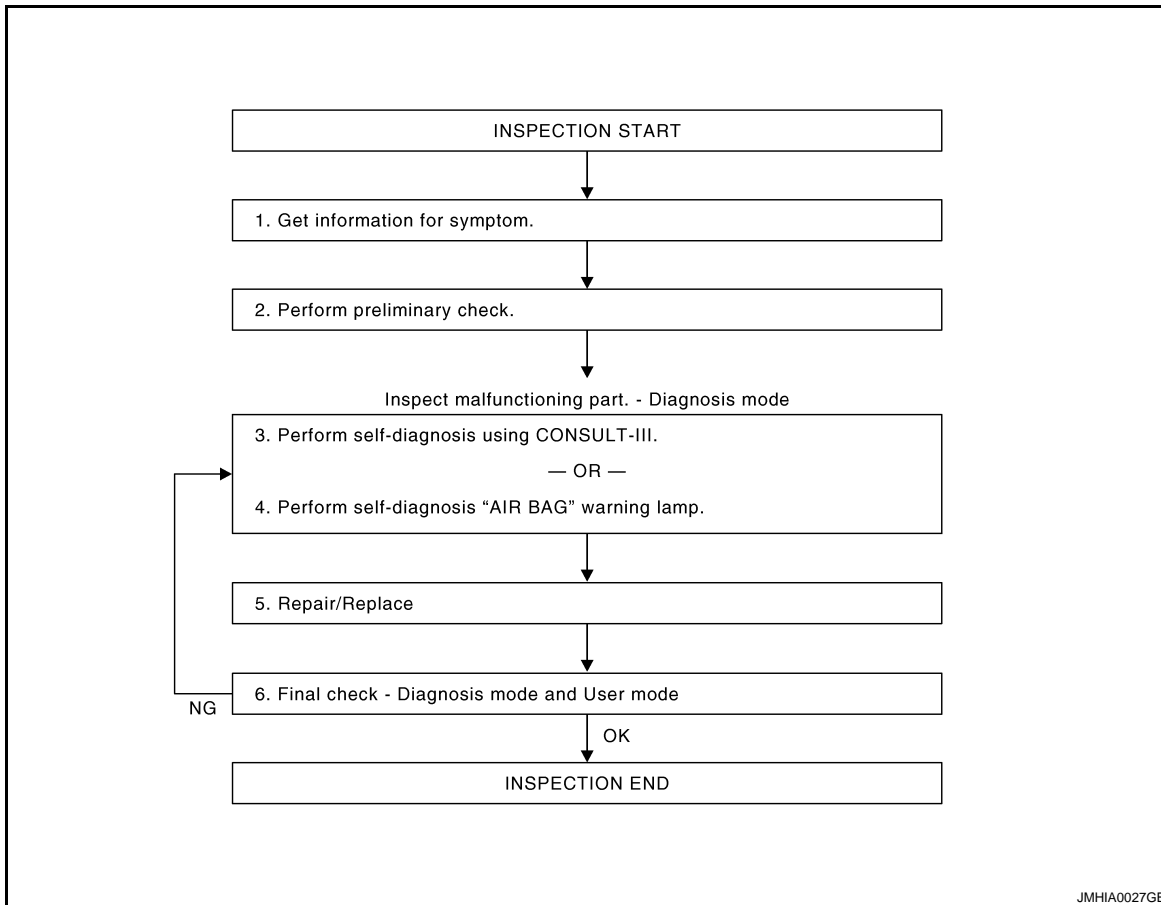 INSPECTION START
1. Get information for symptom.
2. Perform preliminary check.
Inspect malfunctioning part. - Diagnosis mode
3. Perform self-diagnosis using CONSULT-III.
— OR —
4. Perform self-diagnosis “AIR BAG” warning lamp.
5. Repair/Replace
6. Final check - Diagnosis mode and User mode
NG
OK
INSPECTION END
JMHIA0027GB